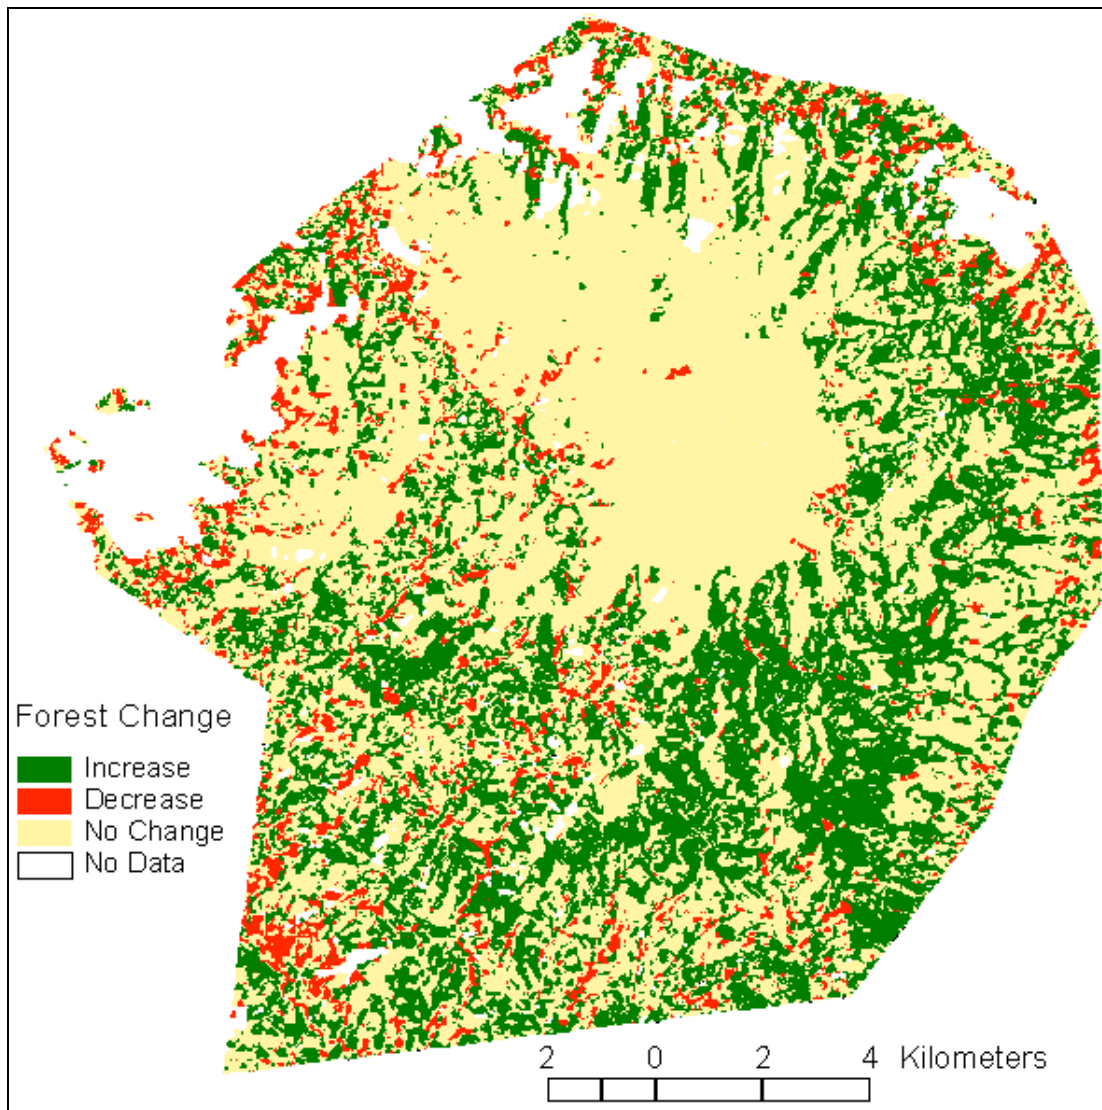 Forest Change
Increase
Decrease
No Change
No Data
2 0 2 4 Kilometers